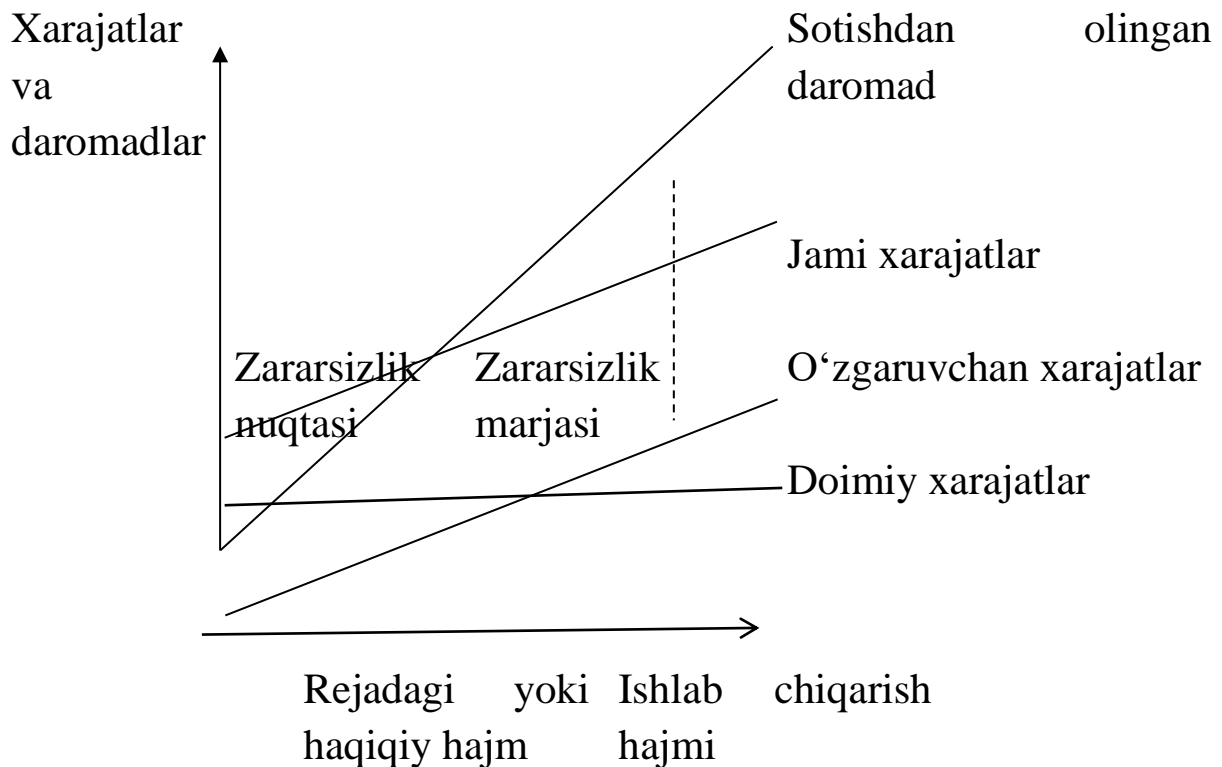 Xarajatlar
va
daromadlar
Sotishdan olingan
daromad
Jami xarajatlar
Zararsizlik
nuqtasi
Zararsizlik
marjasi
O‘zgaruvchan xarajatlar
Doimiy xarajatlar
Rejadagi yoki
haqiqiy hajm
Ishlab chiqarish
hajmi